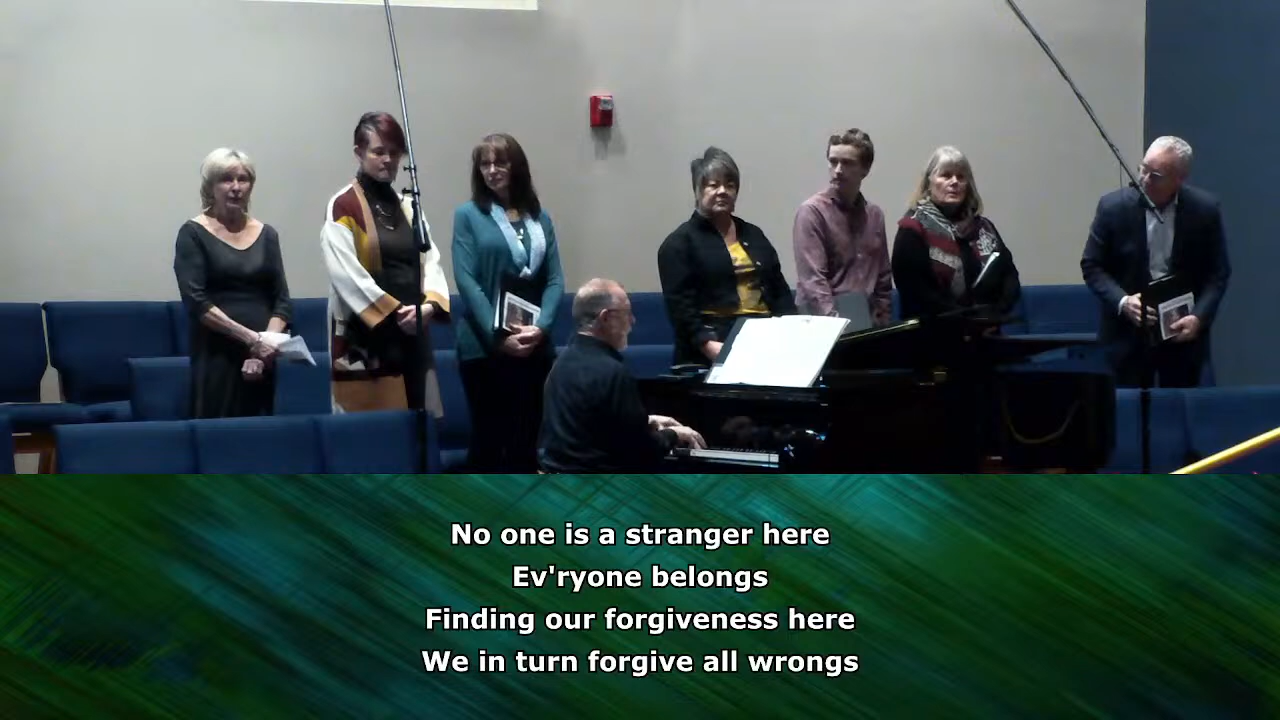 No one is a stranger here
Ev'ryone belongs
Finding our forgiveness here
We in turn forgive all wrongs